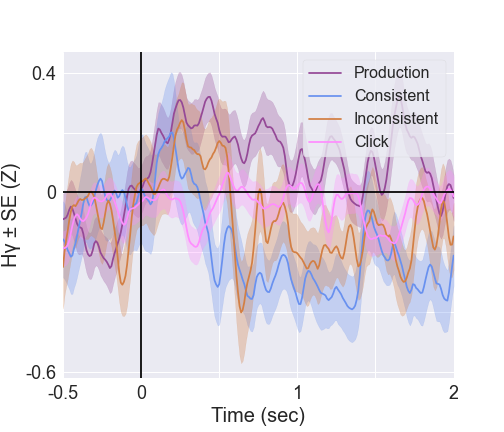 Production
Consistent
Inconsistent
Click
0.4
0
-0.6
Hγ ± SE (Z)
-0.5
0
1
2
Time (sec)